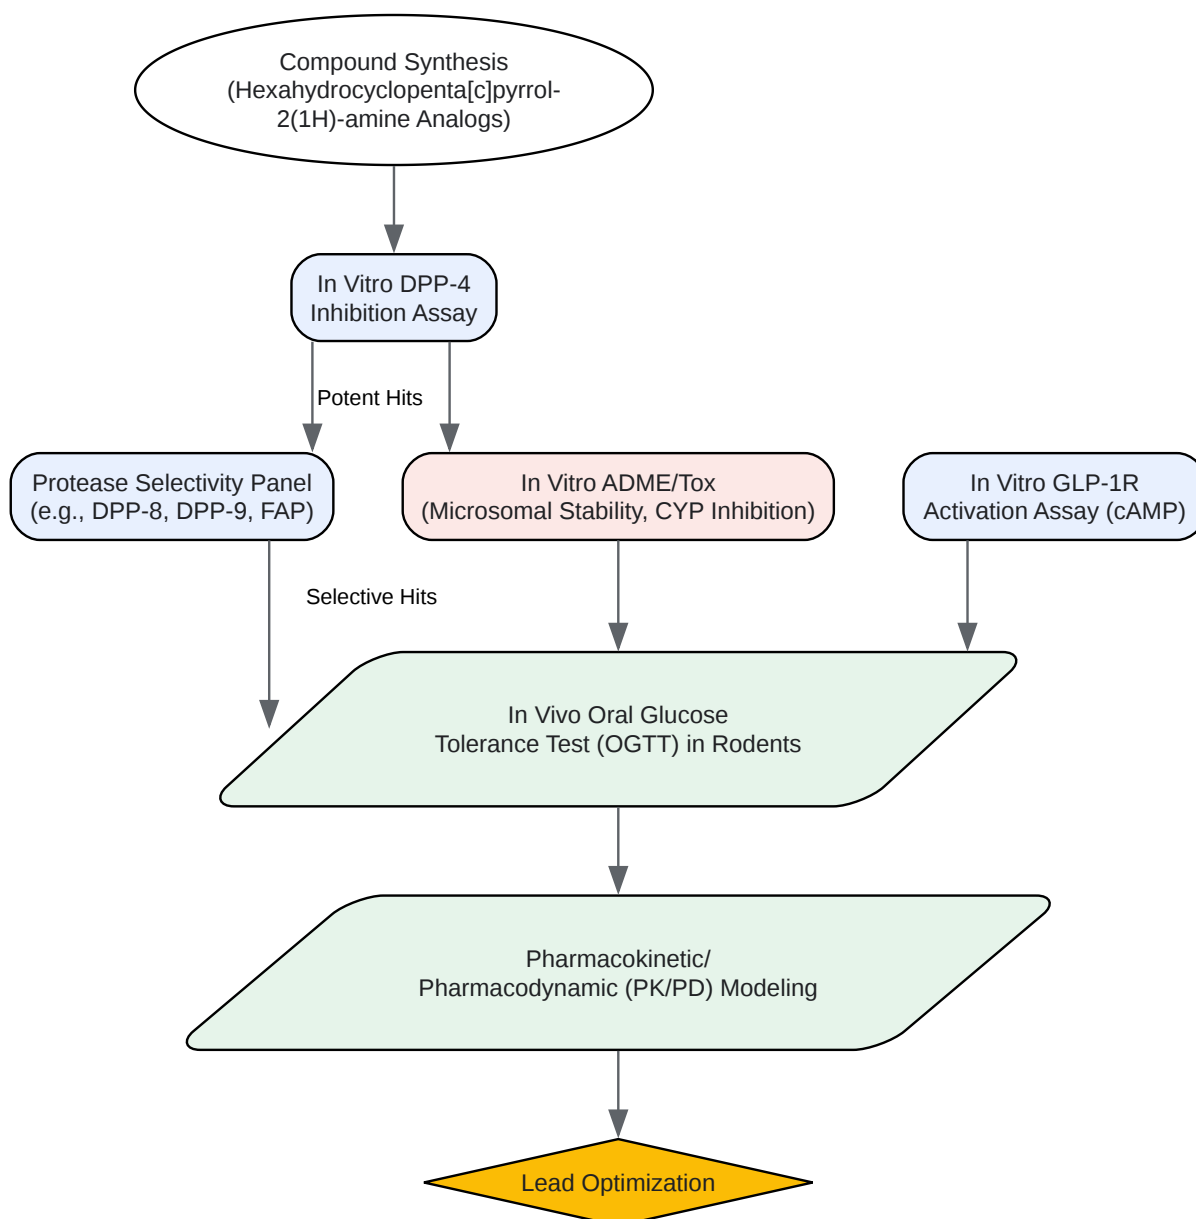 Compound Synthesis
(Hexahydrocyclopenta[c]pyrrol-
2(1H)-amine Analogs)
In Vitro DPP-4
Inhibition Assay
Potent Hits
Protease Selectivity Panel
(e.g., DPP-8, DPP-9, FAP)
In Vitro ADME/Tox
(Microsomal Stability, CYP Inhibition)
In Vitro GLP-1R
Activation Assay (cAMP)
Selective Hits
In Vivo Oral Glucose
Tolerance Test (OGTT) in Rodents
Pharmacokinetic/
Pharmacodynamic (PK/PD) Modeling
Lead Optimization